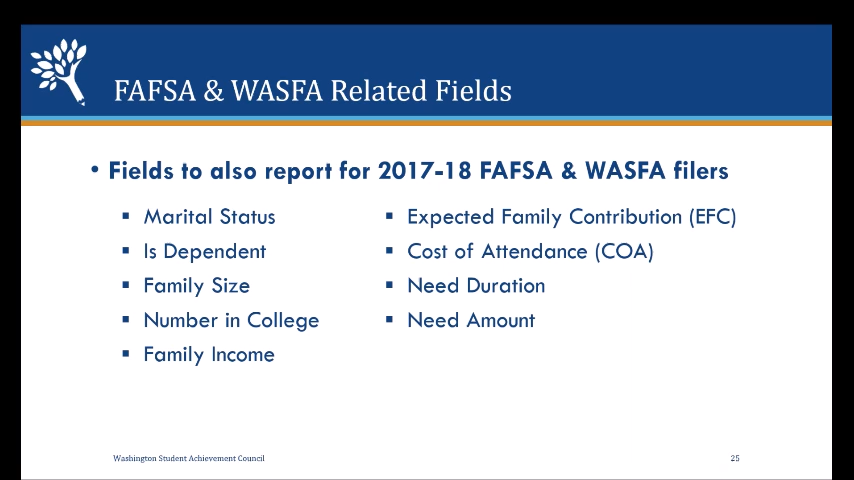 FAFSA & WASFA Related Fields
• Fields to also report for 2017-18 FAFSA & WASFA filers
▪ Marital Status
▪ Is Dependent
▪ Family Size
▪ Number in College
▪ Family Income
▪ Expected Family Contribution (EFC)
▪ Cost of Attendance (COA)
▪ Need Duration
▪ Need Amount
Washington Student Achievement Council
25